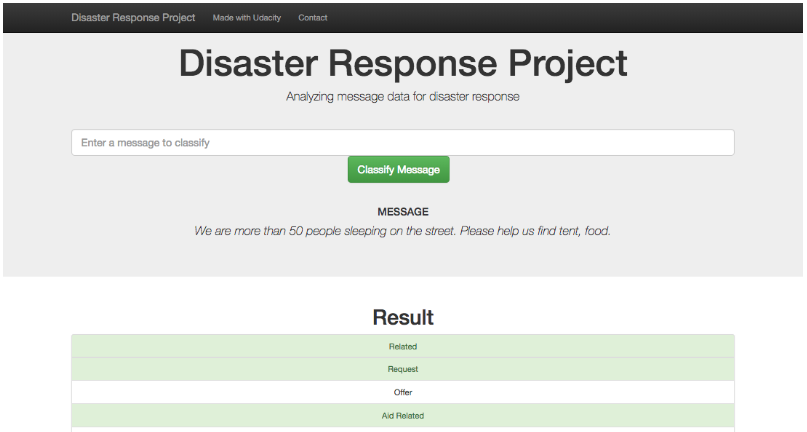 Disaster Response Project Made with Udacity Contact
Disaster Response Project
Analyzing message data for disaster response
Enter a message to classify
Classify Message
MESSAGE
We are more than 50 people sleeping on the street. Please help us find tent, food.
Result
Related
Request
Offer
Aid Related